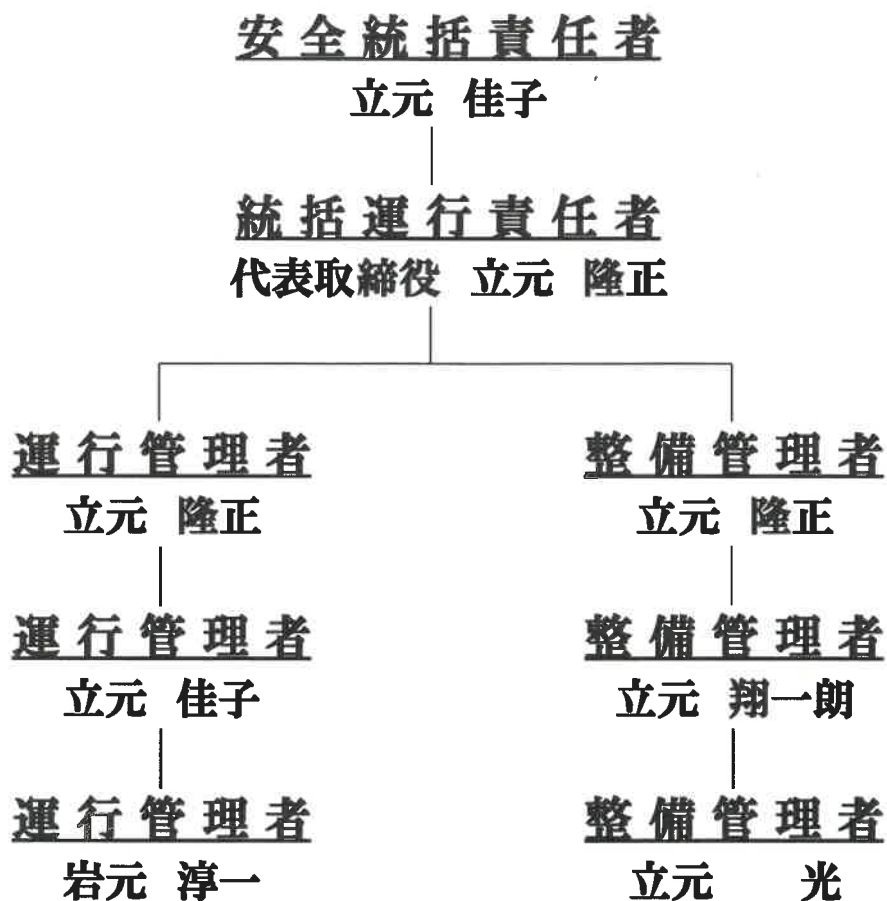 安全統括責任者
立元 佳子
統括運行責任者
代表取締役 立元 隆正
運行管理者
立元 隆正
運行管理者
立元 佳子
運行管理者
岩元 淳一
整備管理者
立元 隆正
整備管理者
立元 翔一朗
整備管理者
立元 光